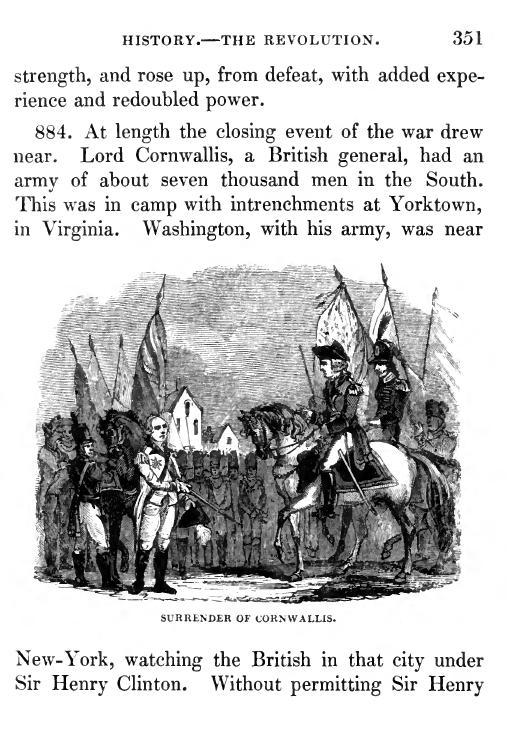 HISTORY.—THE REVOLUTION. 351
strength, and rose up, from defeat, with added expe-
rience and redoubled power.
884. At length the closing event of the war drew
near. Lord Cornwallis, a British general, had an
army of about seven thousand men in the South.
This was in camp with intrenchments at Yorktown,
in Virginia. Washington, with his army, was near
SURRENDER OF CORNWALLIS.
New-York, watching the British in that city under
Sir Henry Clinton. Without permitting Sir Henry